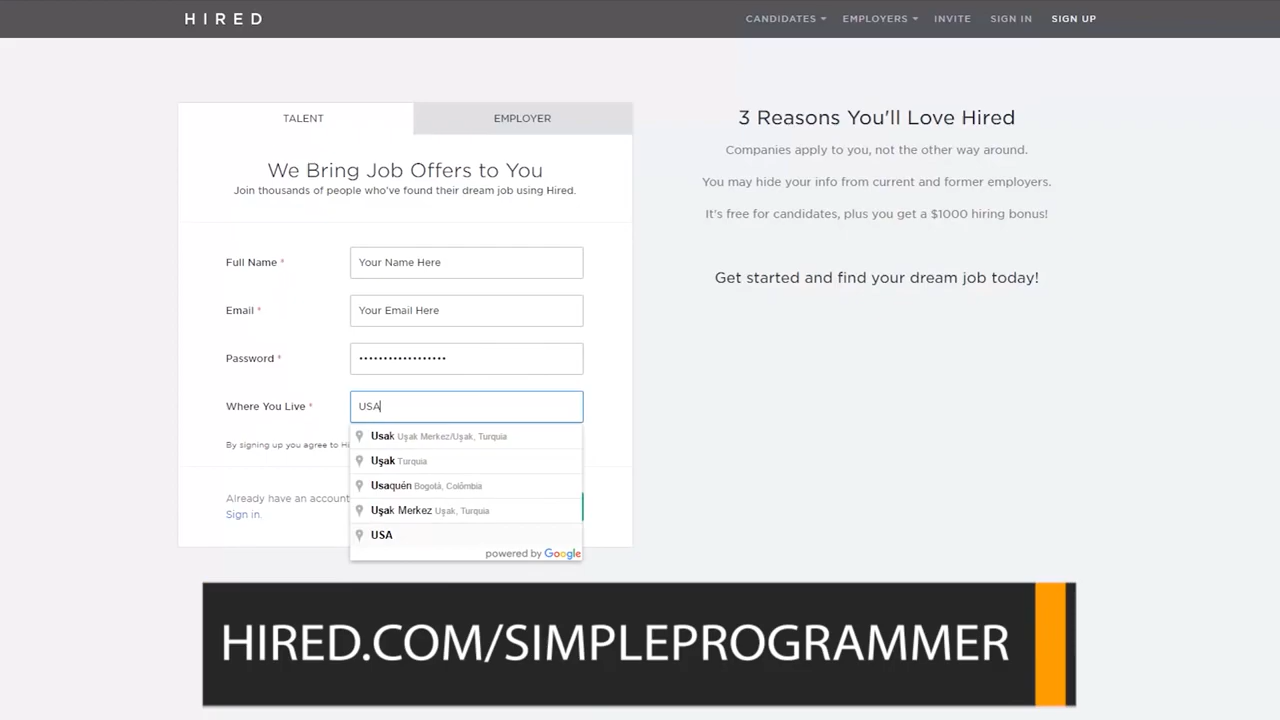 HIRED
CANDIDATES EMPLOYERS INVITE SIGN IN SIGN UP
TALENT
EMPLOYER
We Bring Job Offers to You
Join thousands of people who've found their dream job using Hired.
Full Name *
Your Name Here
Email *
Your Email Here
Password *
••••••••••••••••••
Where You Live *
USA
Usak Uşak Merkez/Uşak, Turquia
Uşak Turquia
Usaquén Bogotá, Colômbia
Uşak Merkez Uşak, Turquia
USA
powered by Google
By signing up you agree to
Already have an account
Sign in.
3 Reasons You'll Love Hired
Companies apply to you, not the other way around.
You may hide your info from current and former employers.
It's free for candidates, plus you get a $1000 hiring bonus!
Get started and find your dream job today!
HIRED.COM/SIMPLEPROGRAMMER